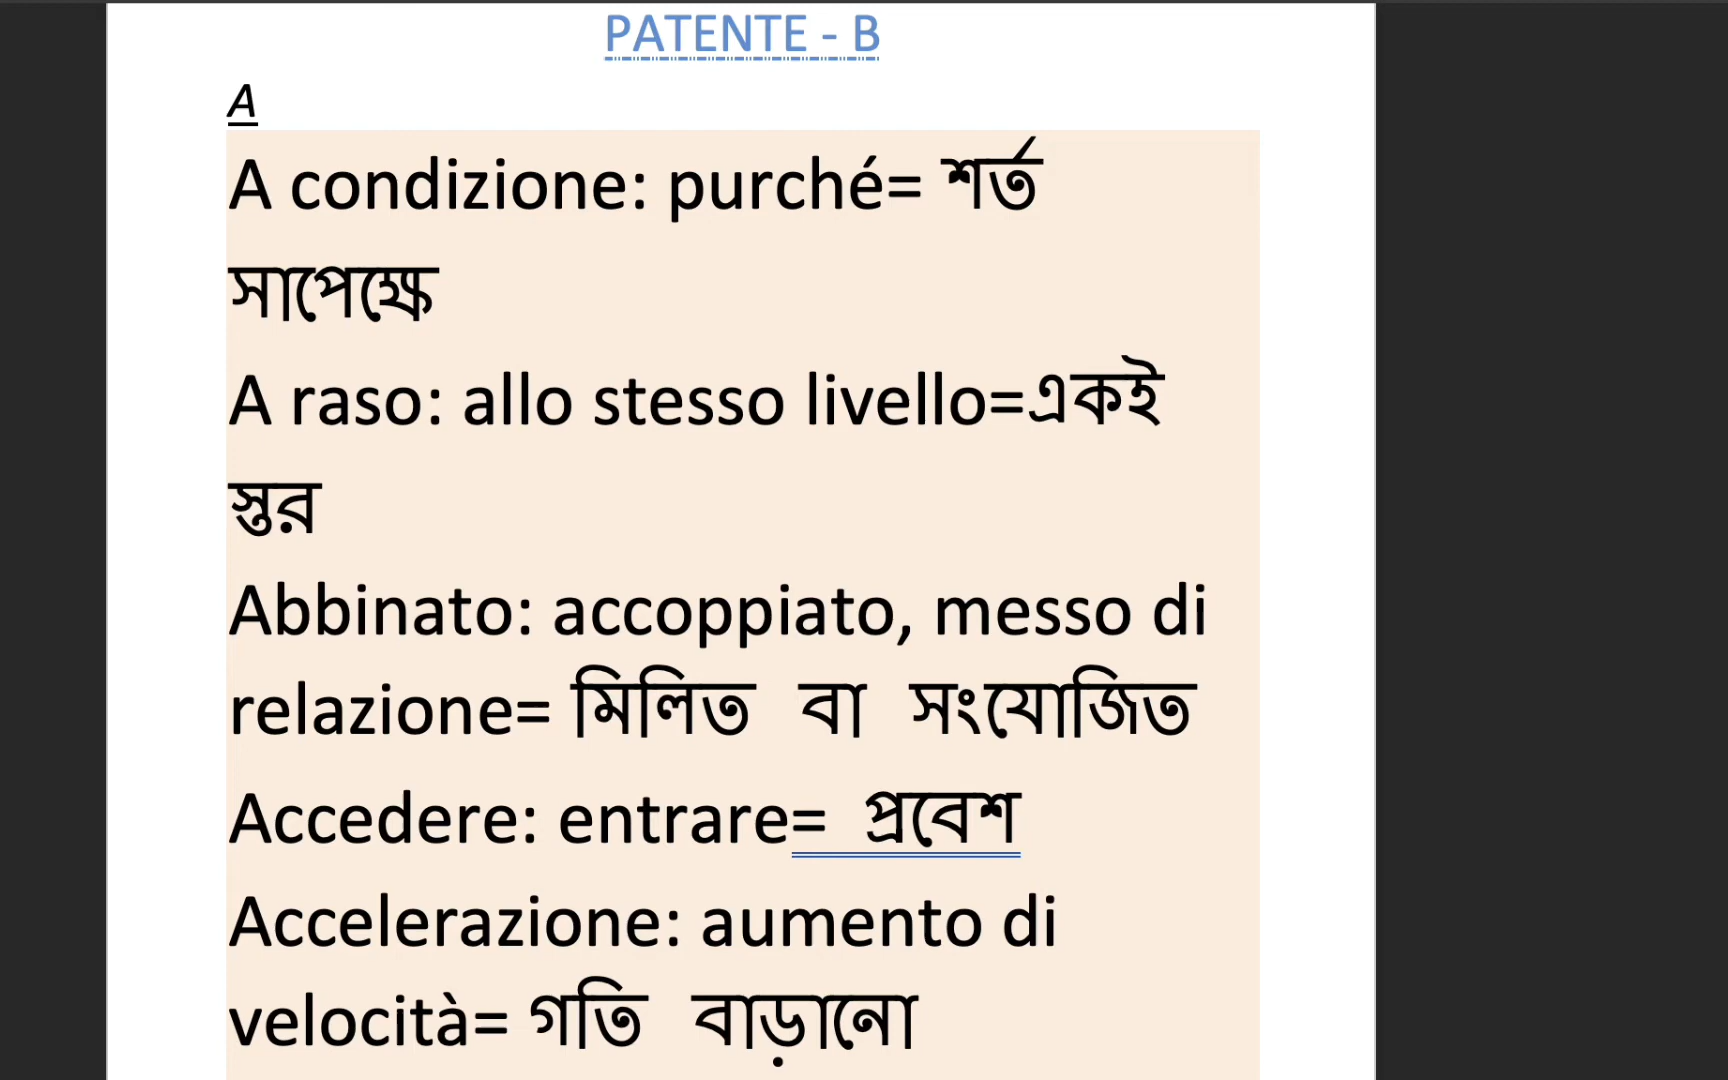 PATENTE - B
A
A condizione: purché= শর্ত
সাপেক্ষে
A raso: allo stesso livello=একই
স্তর
Abbinato: accoppiato, messo di
relazione= মিলিত বা সংযোজিত
Accedere: entrare= প্রবেশ
Accelerazione: aumento di
velocità= গতি বাড়ানো